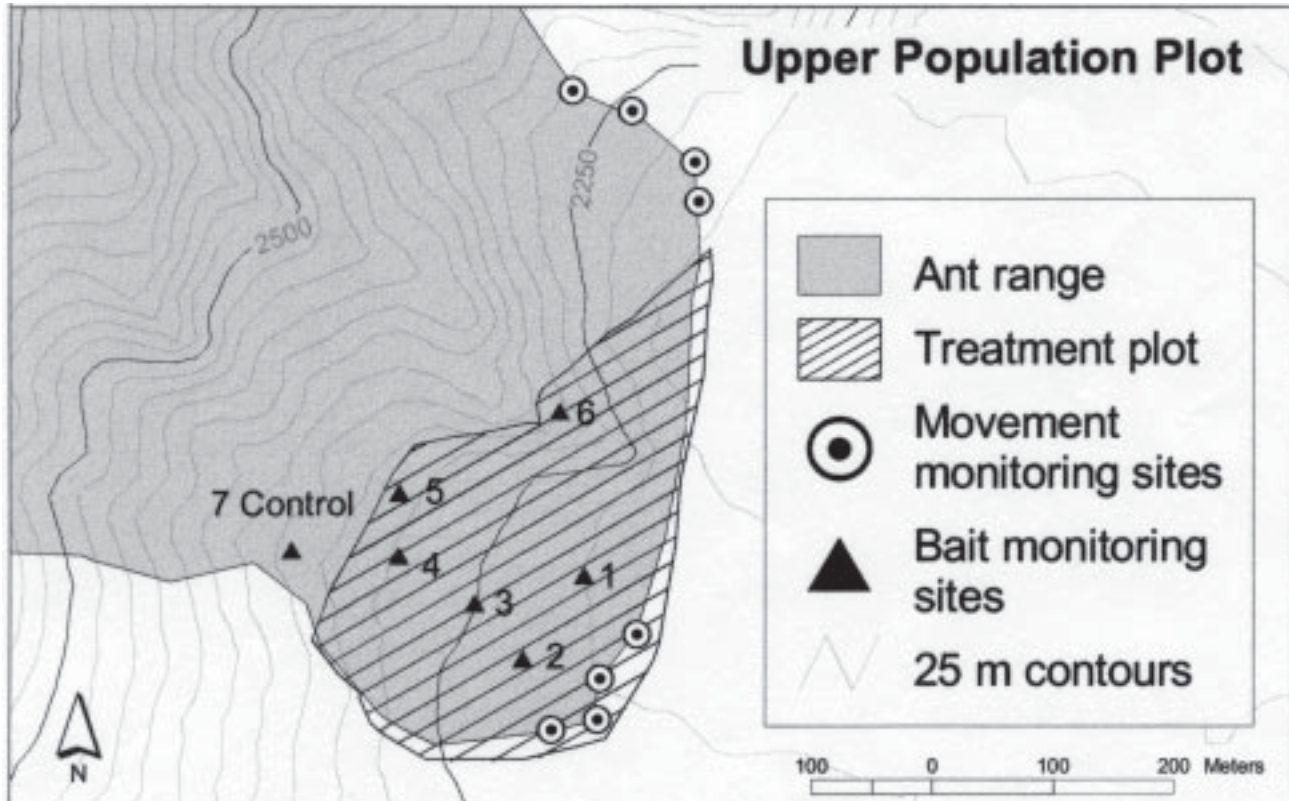 Upper Population Plot
2250
2500
Ant range
Treatment plot
Movement
monitoring sites
Bait monitoring
sites
25 m contours
6
5
7 Control
4
1
3
2
N
100 0 100 200 Meters